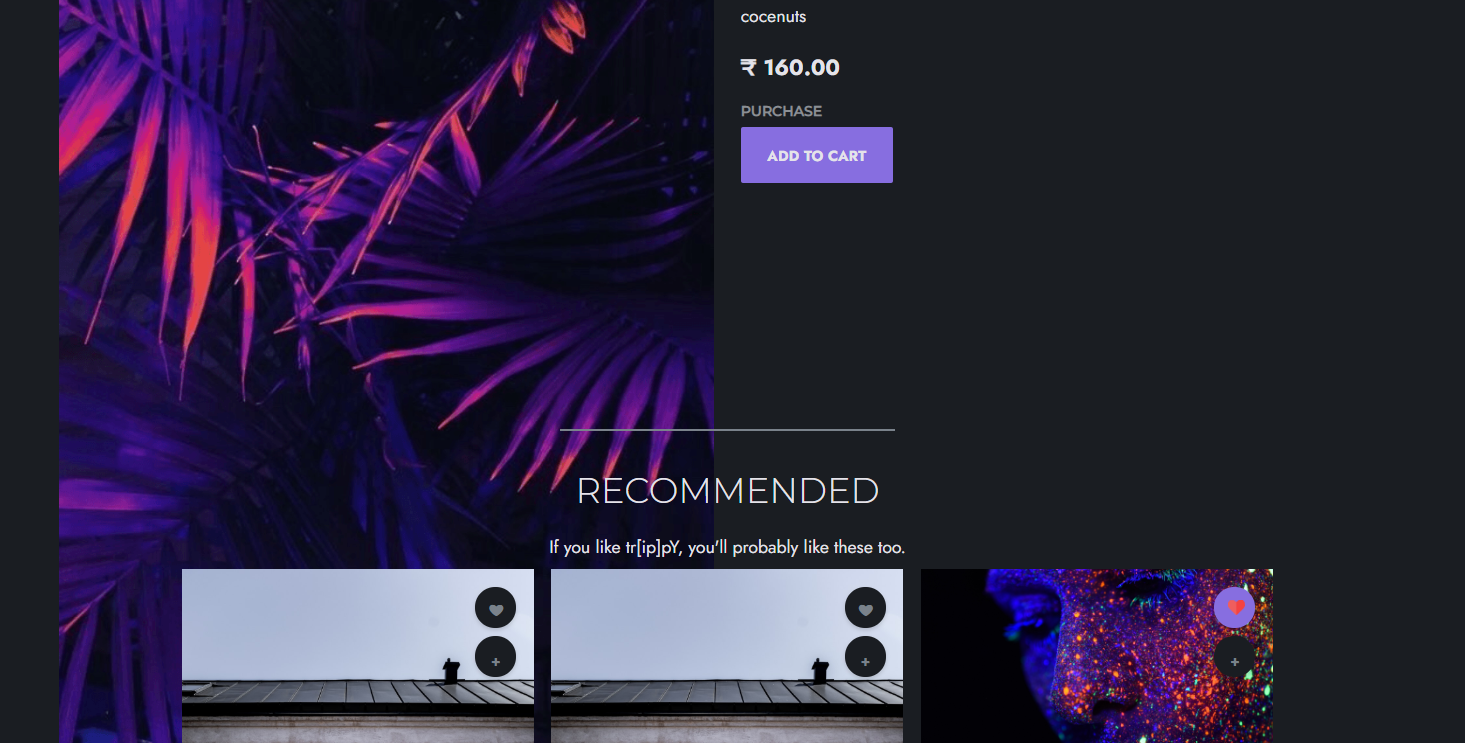 cocenuts
₹ 160.00
PURCHASE
ADD TO CART
RECOMMENDED
If you like tr[ip]pY, you'll probably like these too.
+
+
+